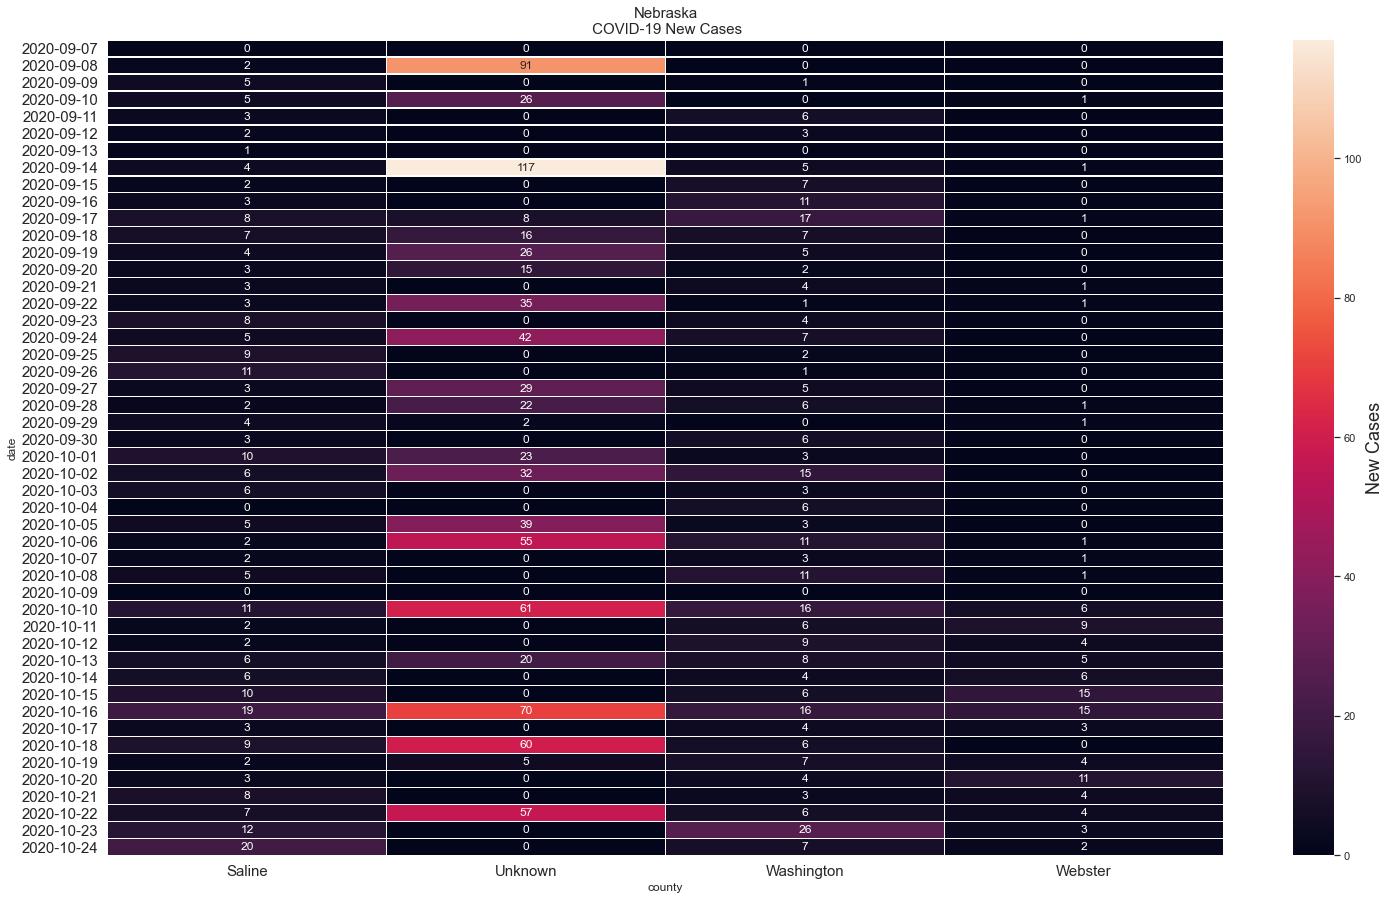 Nebraska
COVID-19 New Cases
2020-09-07 0 0 0 0
2020-09-08 2 91 0 0
2020-09-09 5 0 1 0
2020-09-10 5 26 0 1
2020-09-11 3 0 6 0
2020-09-12 2 0 3 0
2020-09-13 1 0 0 0
2020-09-14 4 117 5 1
2020-09-15 2 0 7 0
2020-09-16 3 0 11 0
2020-09-17 8 8 17 1
2020-09-18 7 16 7 0
2020-09-19 4 26 5 0
2020-09-20 3 15 2 0
2020-09-21 3 0 4 1
2020-09-22 3 35 1 1
2020-09-23 8 0 4 0
2020-09-24 5 42 7 0
2020-09-25 9 0 2 0
2020-09-26 11 0 1 0
2020-09-27 3 29 5 0
2020-09-28 2 22 6 1
2020-09-29 4 2 0 1
2020-09-30 3 0 6 0
2020-10-01 10 23 3 0
2020-10-02 6 32 15 0
2020-10-03 6 0 3 0
2020-10-04 0 0 6 0
2020-10-05 5 39 3 0
2020-10-06 2 55 11 1
2020-10-07 2 0 3 1
2020-10-08 5 0 11 1
2020-10-09 0 0 0 0
2020-10-10 11 61 16 6
2020-10-11 2 0 6 9
2020-10-12 2 0 9 4
2020-10-13 6 20 8 5
2020-10-14 6 0 4 6
2020-10-15 10 0 6 15
2020-10-16 19 70 16 15
2020-10-17 3 0 4 3
2020-10-18 9 60 6 0
2020-10-19 2 5 7 4
2020-10-20 3 0 4 11
2020-10-21 8 0 3 4
2020-10-22 7 57 6 4
2020-10-23 12 0 26 3
2020-10-24 20 0 7 2
Saline Unknown Washington Webster
county
date
100
80
60
40
20
0
New Cases